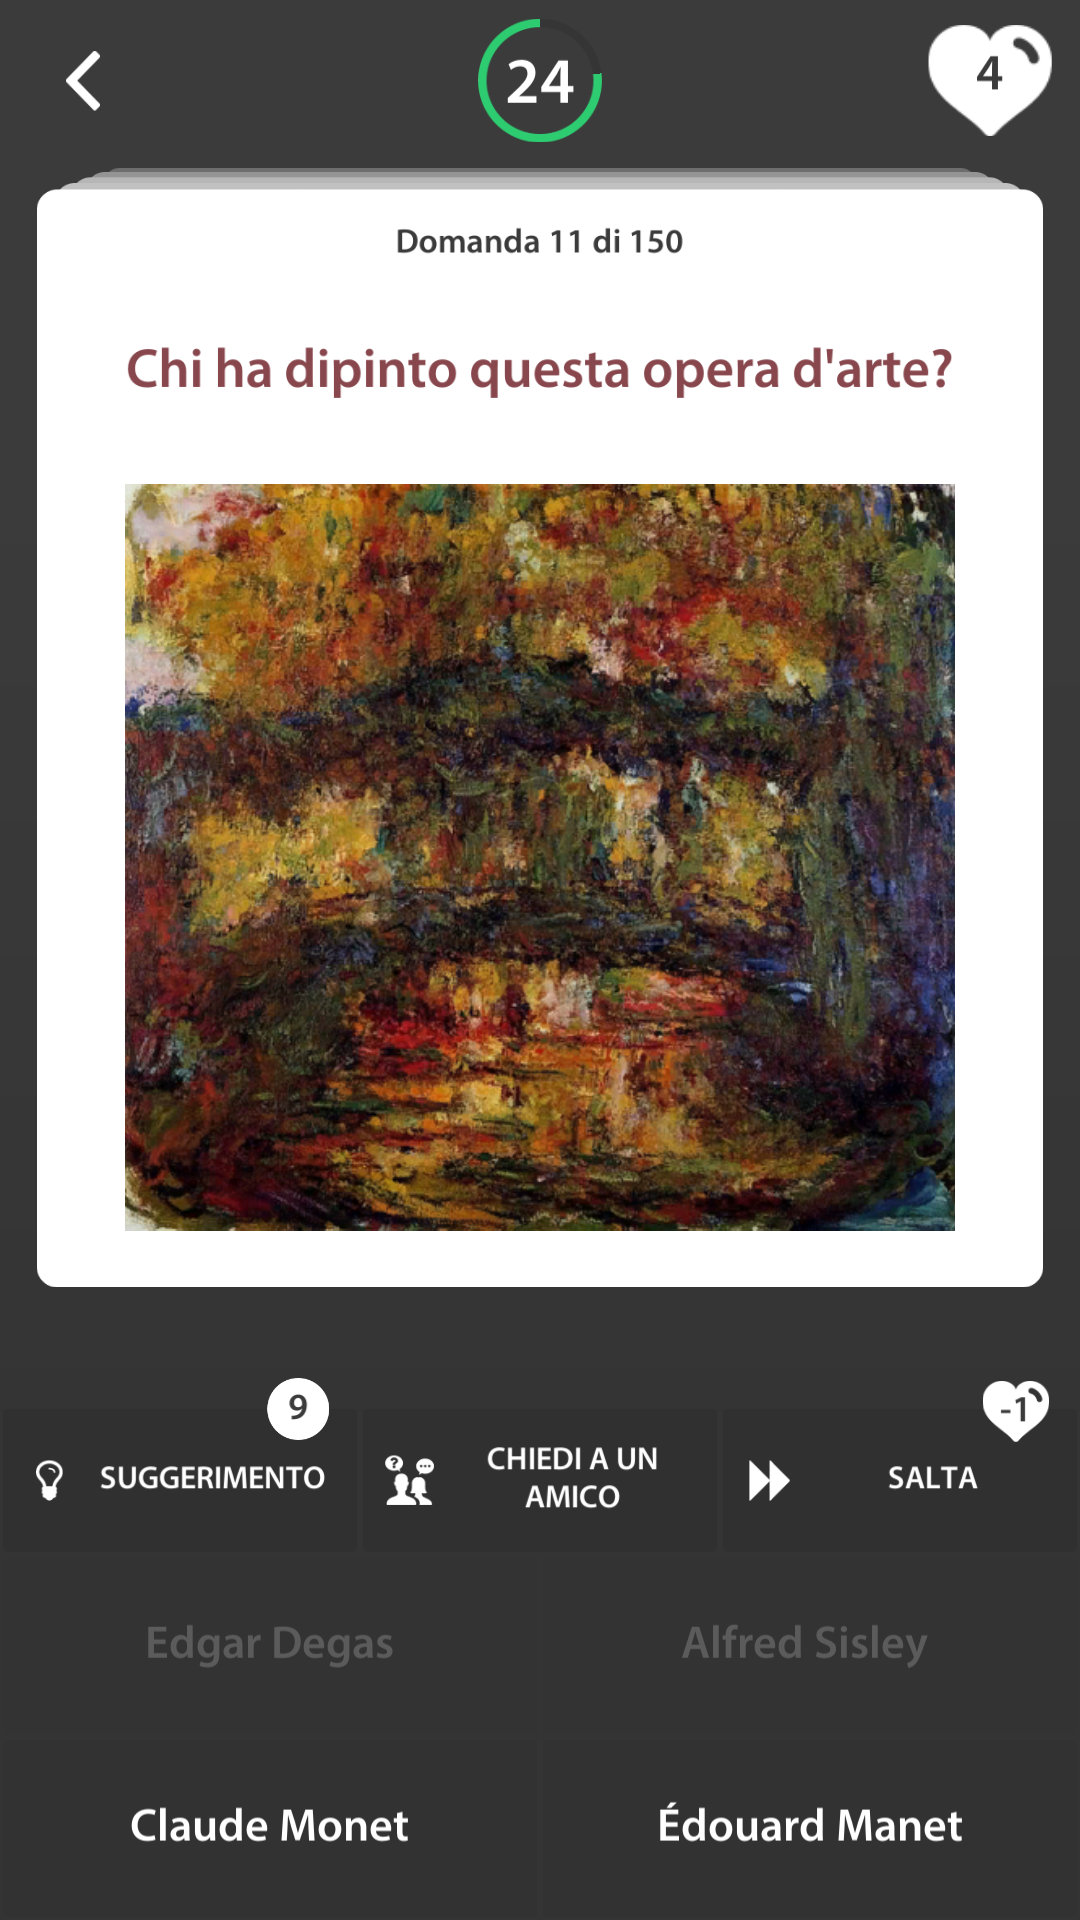 24
4
Domanda 11 di 150
Chi ha dipinto questa opera d'arte?
9
-1
SUGGERIMENTO
CHIEDI A UN
AMICO
SALTA
Edgar Degas
Alfred Sisley
Claude Monet
Édouard Manet